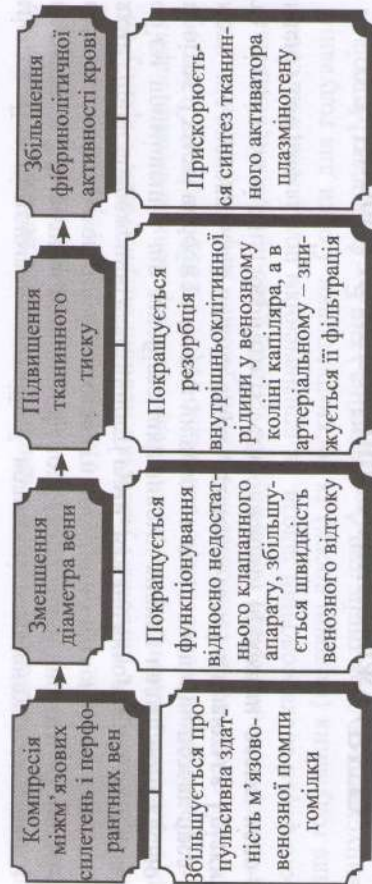 Компресія
міжм’язових
сплетень і перфо-
рантних вен
Зменшення
діаметра вени
Підвищення
тканинного
тиску
Збільшення
фібринолітичної
активності крові
Збільшується про-
пульсивна здат-
ність м’язово-
венозної помпи
гомілки
Покращується
функціонування
відносно недостат-
нього клапанного
апарату, збільшу-
ється швидкість
венозного відтоку
Покращується
резорбція
внутрішньоклітинної
рідини у венозному
коліні капіляра, а в
артеріальному – зни-
жується її фільтрація
Прискорюєть-
ся синтез тканин-
ного активатора
плазміногену